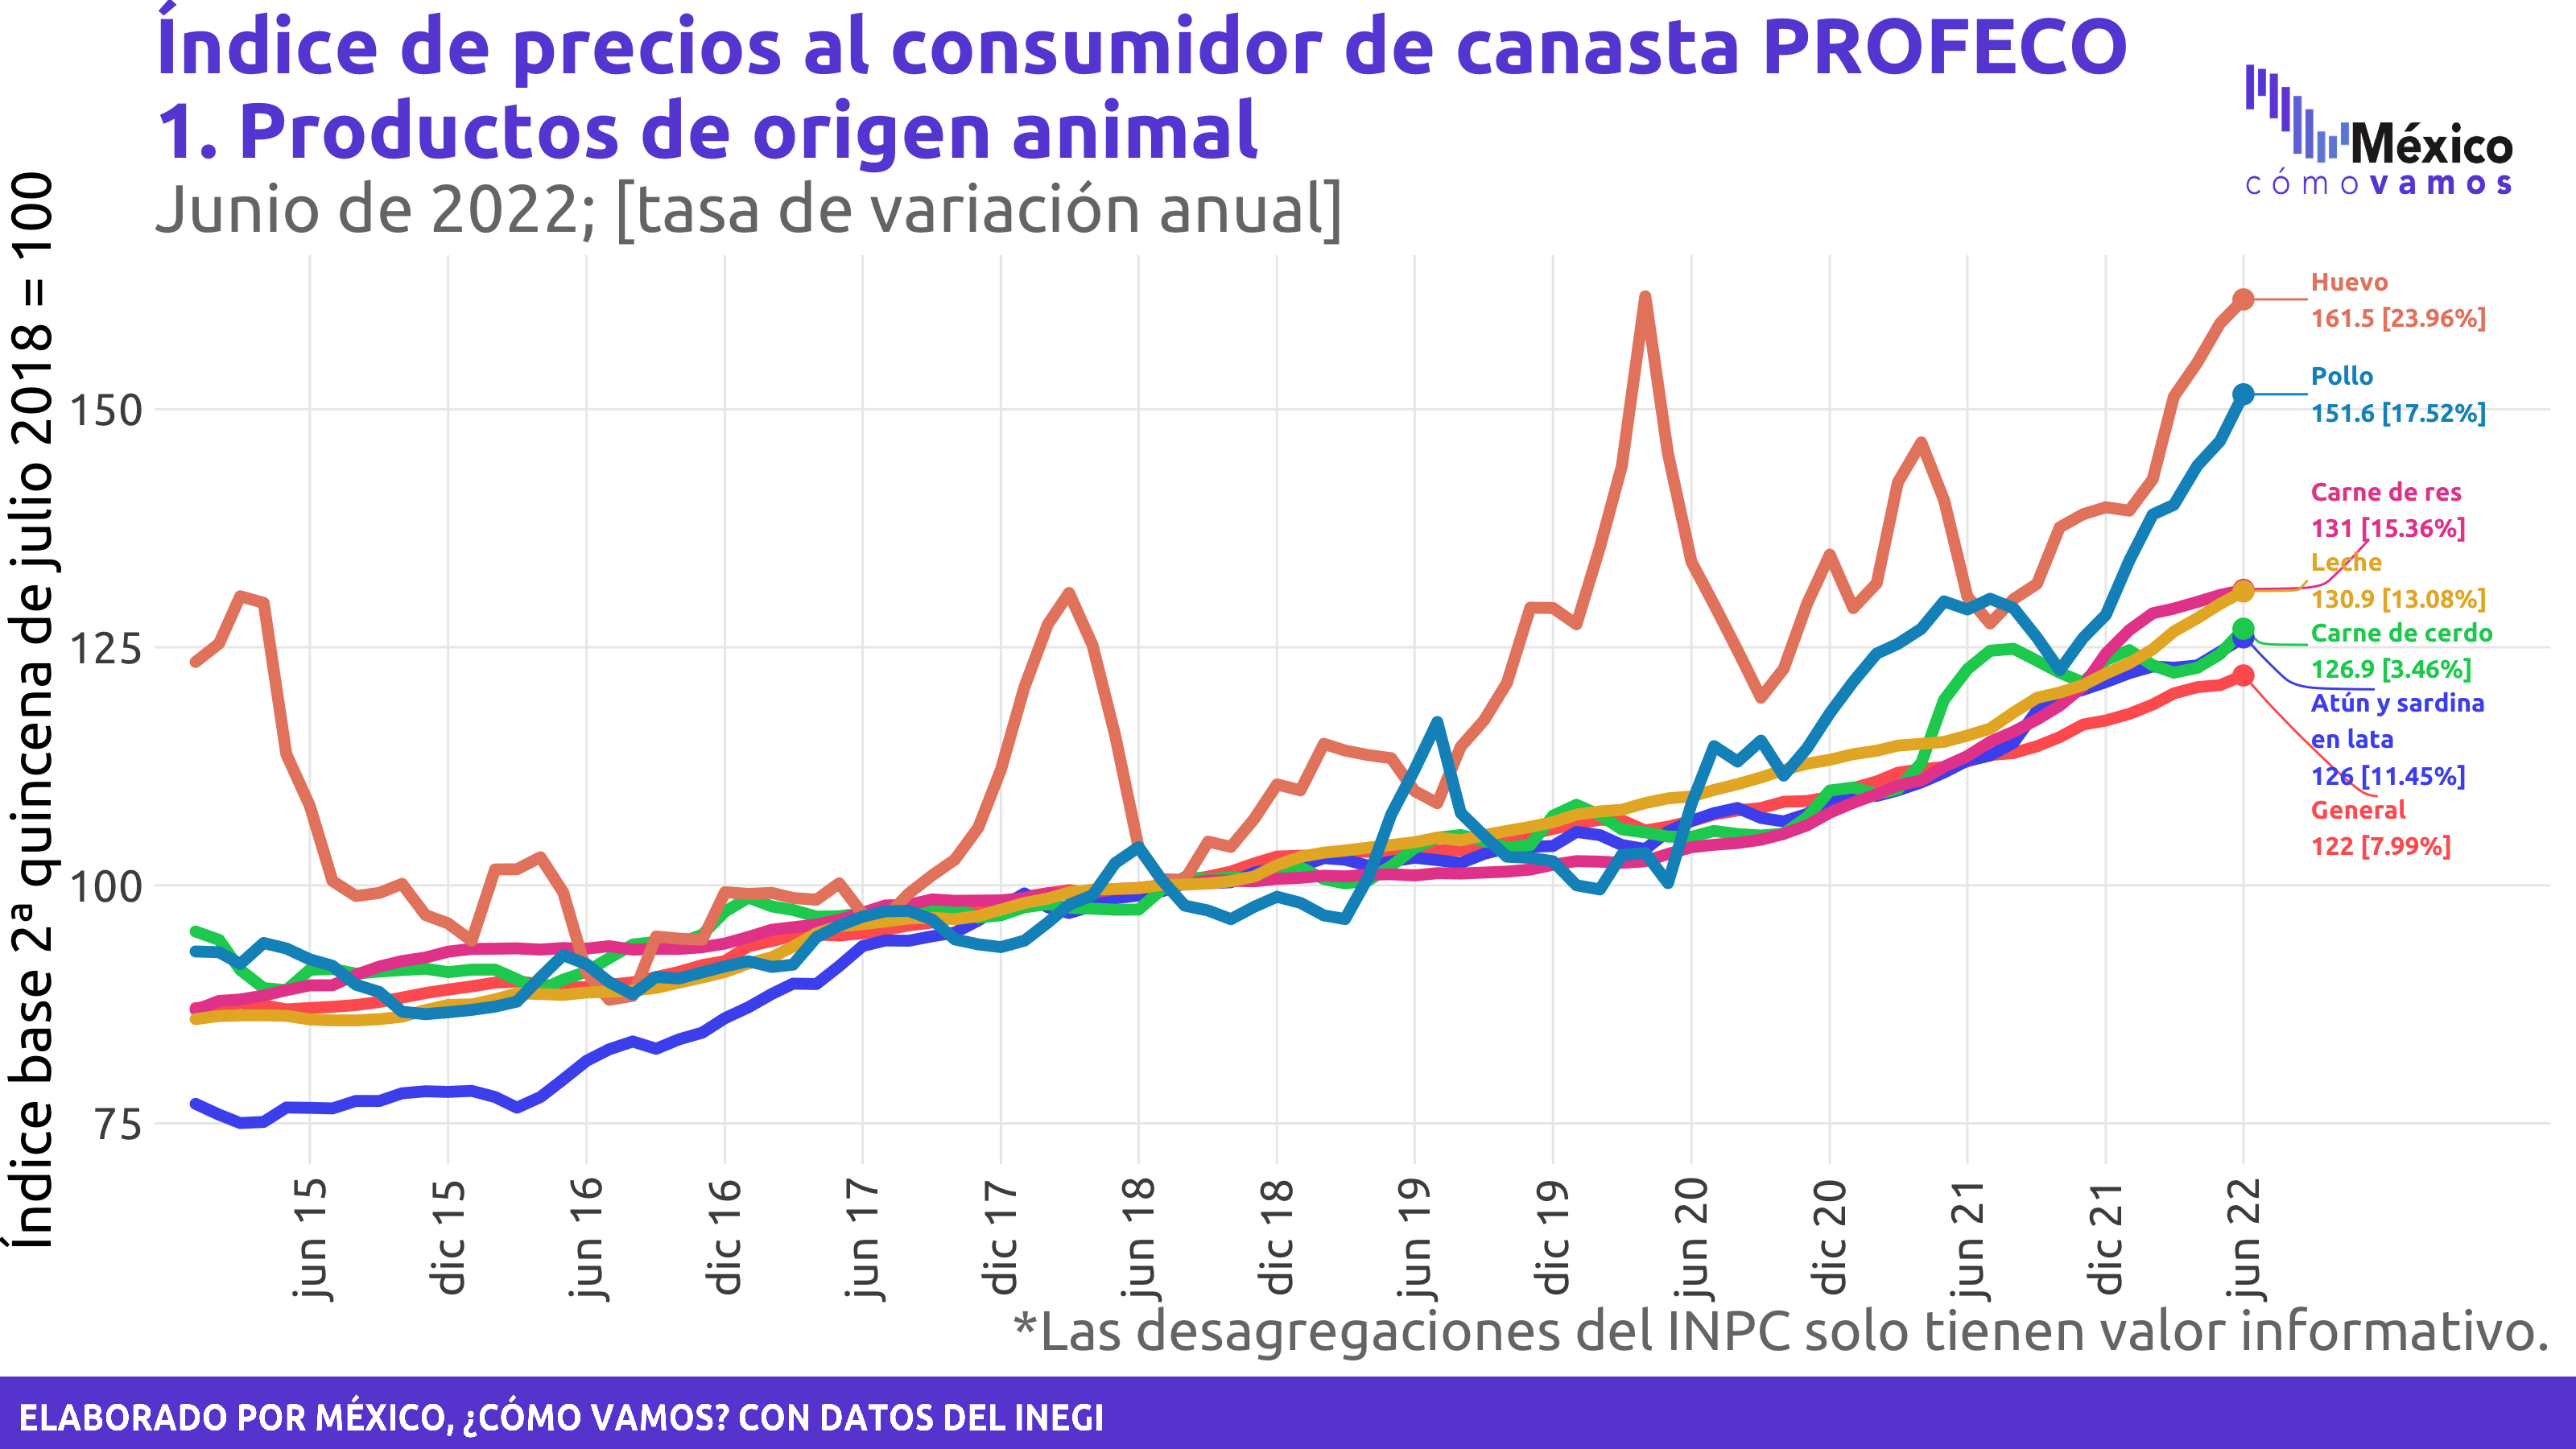 Índice de precios al consumidor de canasta PROFECO
1. Productos de origen animal
Junio de 2022; [tasa de variación anual]
México
cómo vamos
Índice base 2ª quincena de julio 2018 = 100
150
125
100
75
Huevo
161.5 [23.96%]
Pollo
151.6 [17.52%]
Carne de res
131 [15.36%]
Leche
130.9 [13.08%]
Carne de cerdo
126.9 [3.46%]
Atún y sardina
en lata
126 [11.45%]
General
122 [7.99%]
jun 15
dic 15
jun 16
dic 16
jun 17
dic 17
jun 18
dic 18
jun 19
dic 19
jun 20
dic 20
jun 21
dic 21
jun 22
*Las desagregaciones del INPC solo tienen valor informativo.
ELABORADO POR MÉXICO, ¿CÓMO VAMOS? CON DATOS DEL INEGI